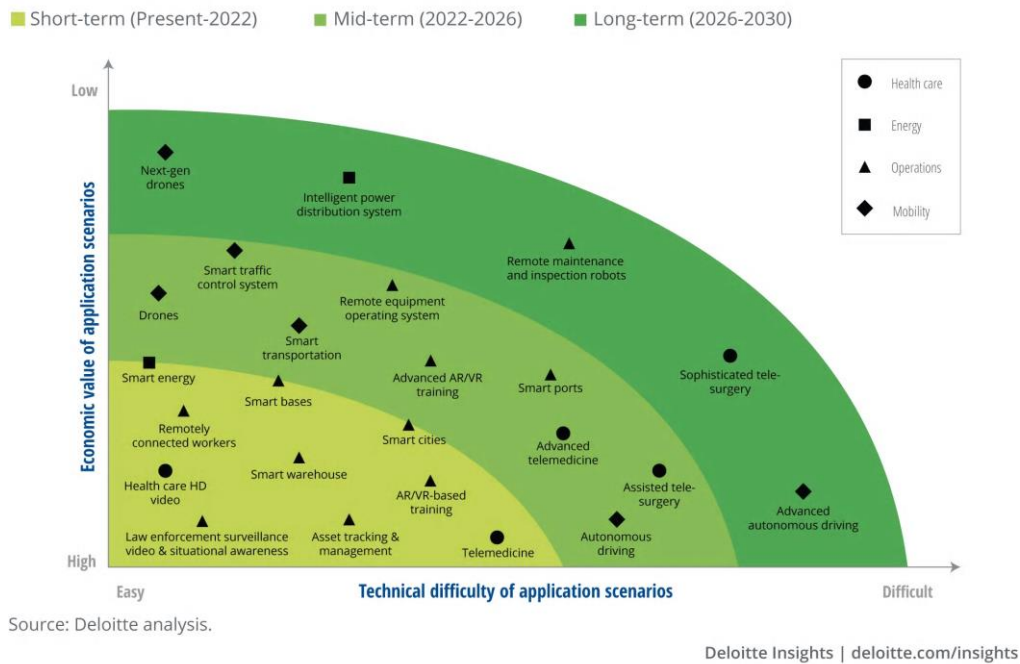 Short-term (Present-2022)
Mid-term (2022-2026)
Long-term (2026-2030)
Low
Health care
Energy
Operations
Mobility
Economic value of application scenarios
Next-gen
drones
Intelligent power
distribution system
Remote maintenance
and inspection robots
Smart traffic
control system
Drones
Remote equipment
operating system
Smart
transportation
Smart energy
Advanced AR/VR
training
Smart ports
Sophisticated tele-
surgery
Smart bases
Remotely
connected workers
Smart cities
Advanced
telemedicine
Smart warehouse
Health care HD
video
AR/VR-based
training
Assisted tele-
surgery
Advanced
autonomous driving
Law enforcement surveillance
video & situational awareness
Asset tracking &
management
Telemedicine
Autonomous
driving
High
Easy
Technical difficulty of application scenarios
Difficult
Source: Deloitte analysis.
Deloitte Insights | deloitte.com/insights